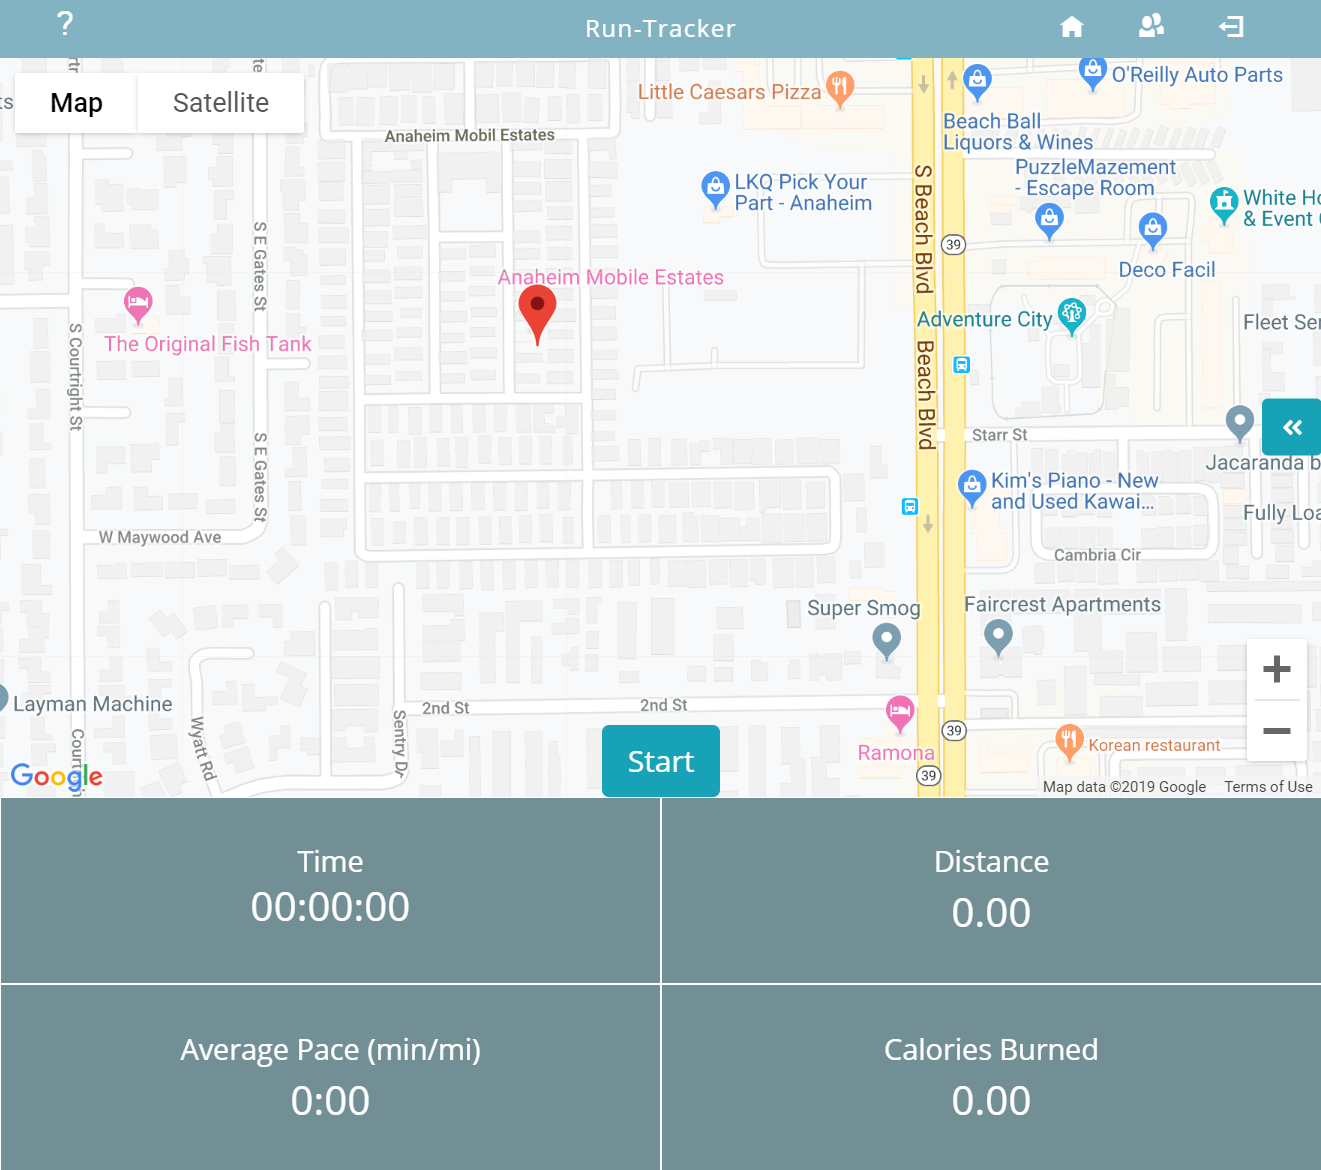 ?
Run-Tracker
Map
Satellite
Little Caesars Pizza
O'Reilly Auto Parts
Anaheim Mobil Estates
Beach Ball
Liquors & Wines
PuzzleMazement
- Escape Room
LKQ Pick Your
Part - Anaheim
S Beach Blvd
White Ho
& Event
39
Deco Facil
S E Gates St
Anaheim Mobile Estates
The Original Fish Tank
Adventure City
Fleet Ser
S Courtright St
Beach Blvd
«
Starr St
Jacaranda b
S E Gates St
Kim's Piano - New
and Used Kawai...
Fully Loa
W Maywood Ave
Cambria Cir
Super Smog
Faircrest Apartments
+
Layman Machine
2nd St
2nd St
Wyatt Rd
Sentry Dr
Ramona
39
Korean restaurant
−
Start
39
Google
Map data ©2019 Google
Terms of Use
Time
00:00:00
Distance
0.00
Average Pace (min/mi)
0:00
Calories Burned
0.00